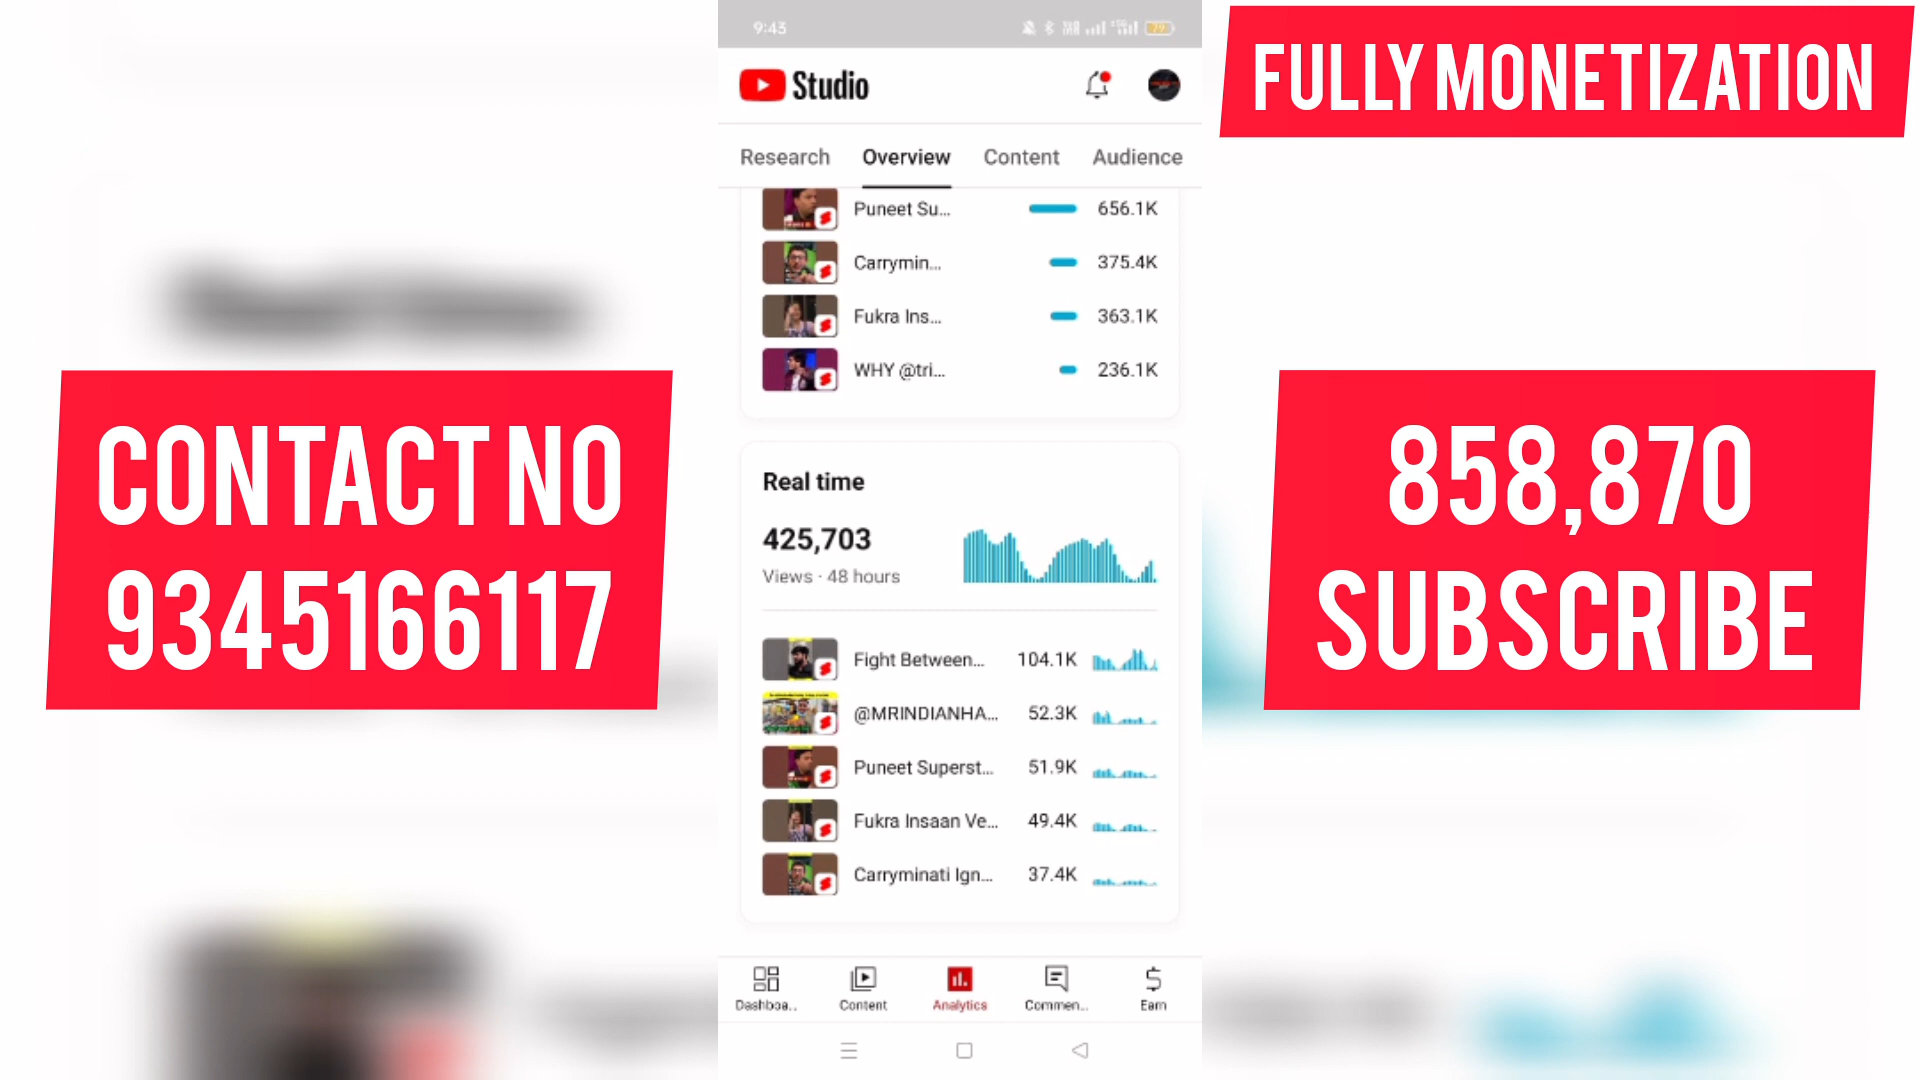 9:43
79
FULLY MONETIZATION
Studio
Research Overview Content Audience
Puneet Su... 656.1K
Carrymin... 375.4K
Fukra Ins... 363.1K
WHY @tri... 236.1K
CONTACT NO
9345166117
858,870
SUBSCRIBE
Real time
425,703
Views · 48 hours
Fight Between... 104.1K
@MRINDIANHA... 52.3K
Puneet Superst... 51.9K
Fukra Insaan Ve... 49.4K
Carryminati Ign... 37.4K
Dashboa.. Content Analytics Commen.. Earn